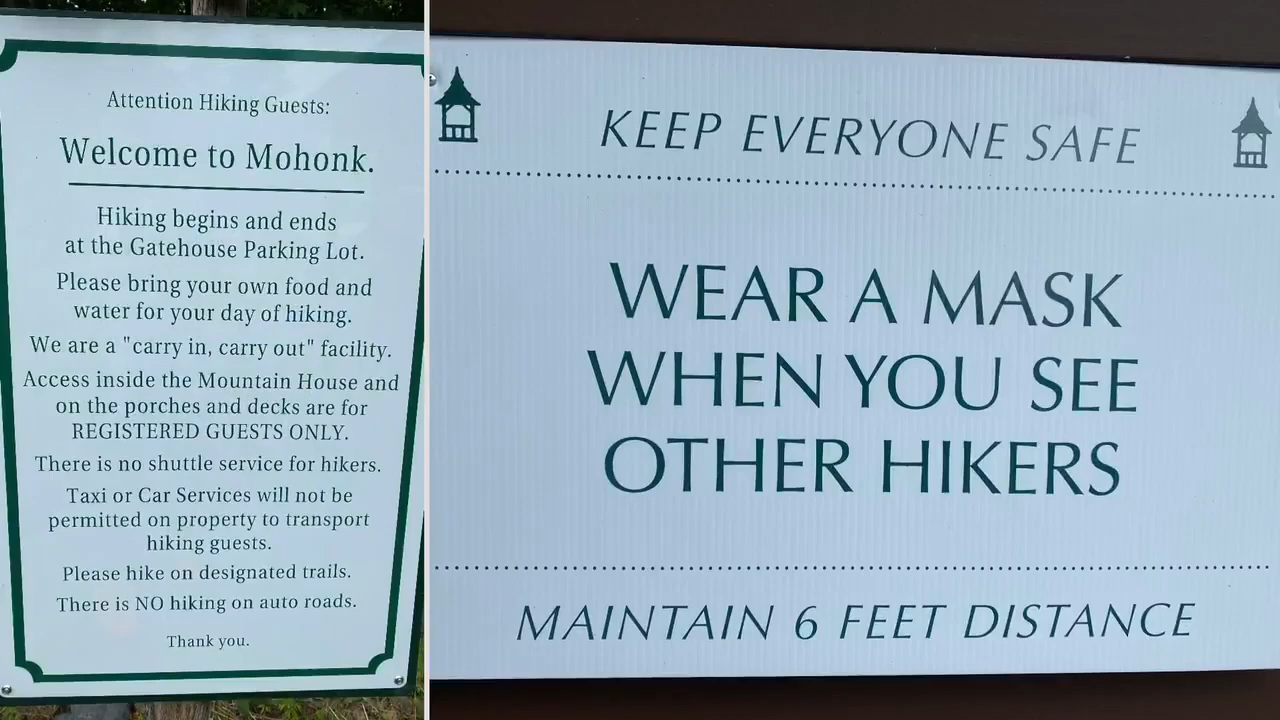 Attention Hiking Guests:
Welcome to Mohonk.
Hiking begins and ends
at the Gatehouse Parking Lot.
Please bring your own food and
water for your day of hiking.
We are a "carry in, carry out" facility.
Access inside the Mountain House and
on the porches and decks are for
REGISTERED GUESTS ONLY.
There is no shuttle service for hikers.
Taxi or Car Services will not be
permitted on property to transport
hiking guests.
Please hike on designated trails.
There is NO hiking on auto roads.
Thank you.
KEEP EVERYONE SAFE
WEAR A MASK
WHEN YOU SEE
OTHER HIKERS
MAINTAIN 6 FEET DISTANCE